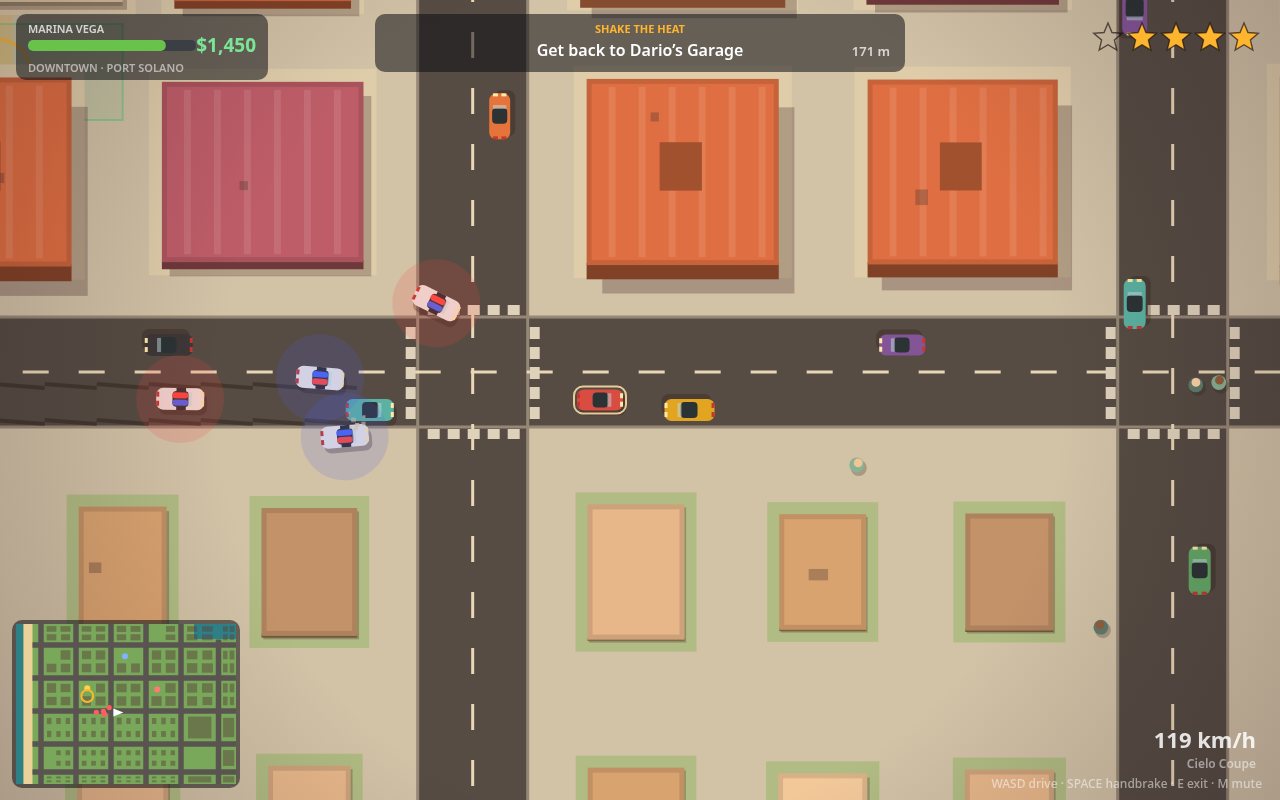 MARINA VEGA
$1,450
DOWNTOWN · PORT SOLANO
SHAKE THE HEAT
Get back to Dario’s Garage
171 m
119 km/h
Cielo Coupe
WASD drive · SPACE handbrake · E exit · M mute